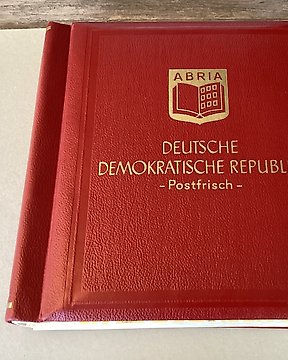 ABRIA
DEUTSCHE
DEMOKRATISCHE REPUBL
- Postfrisch -